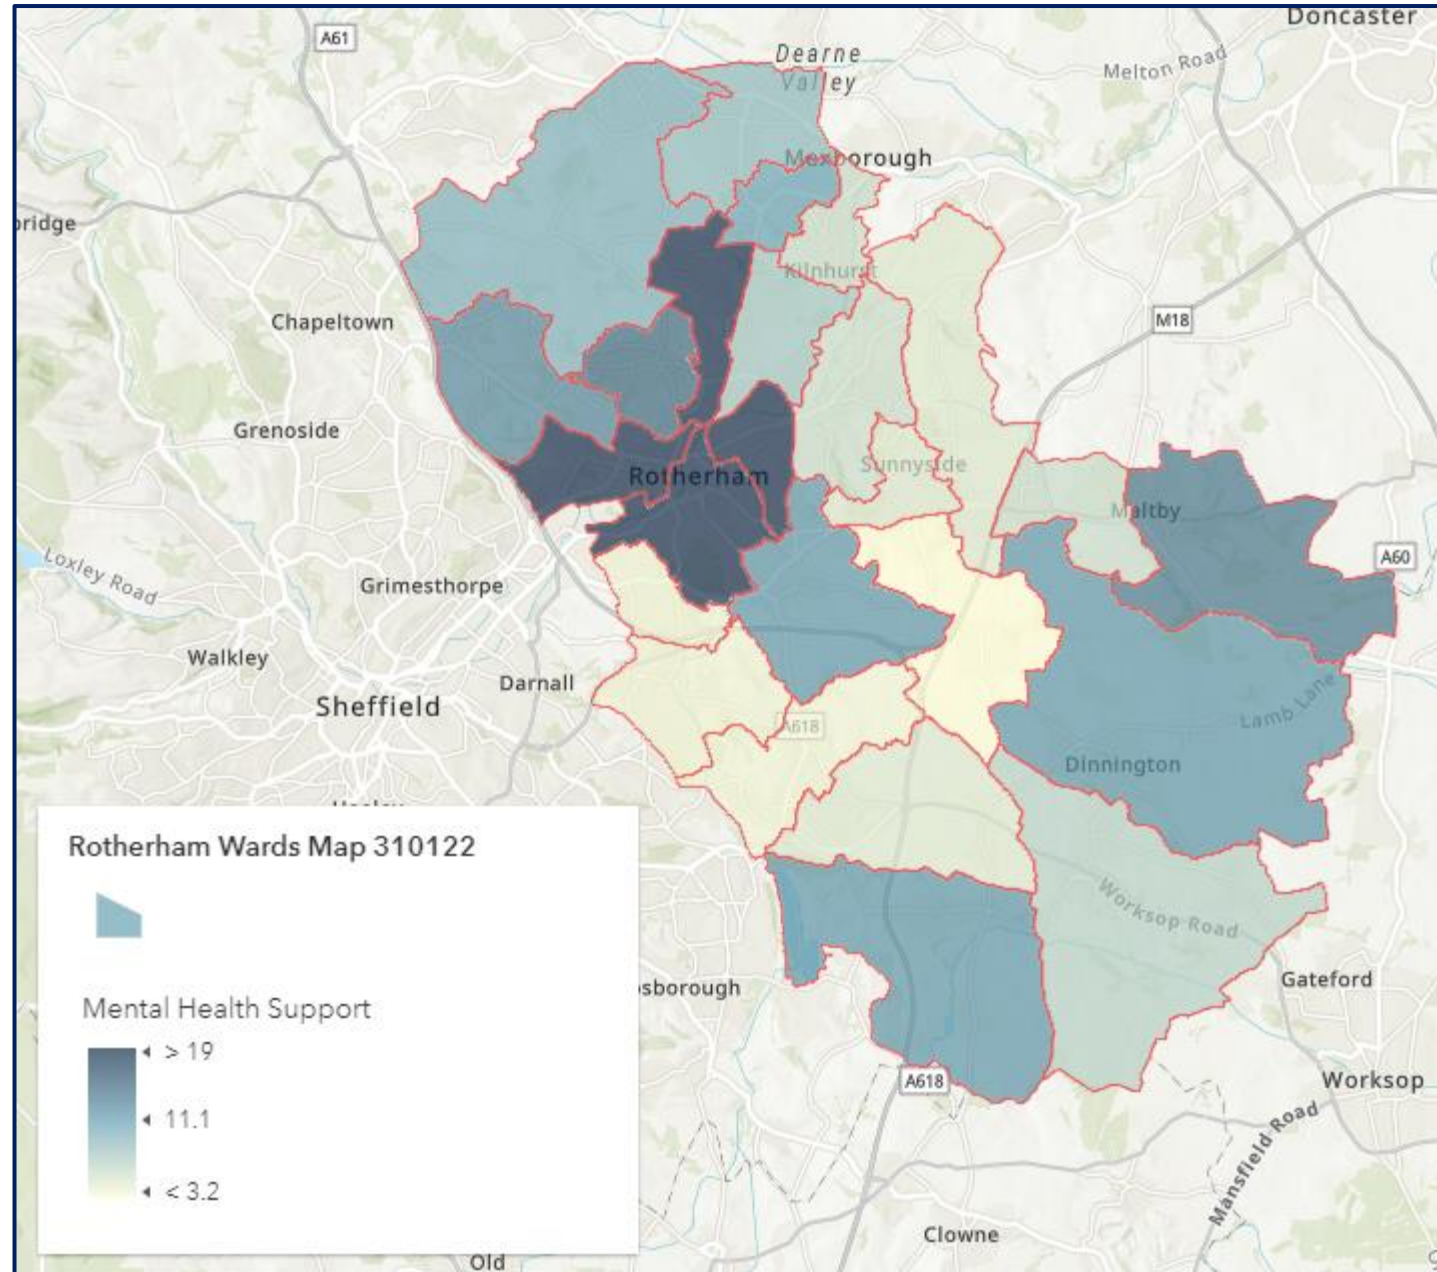 Doncaster
A61
Dearne
Valley
Melton Road
Mexborough
bridge
Kilnhurst
Chapeltown
M18
Grenoside
Sunnyside
Rotherham
Maltby
A60
Loxley Road
Grimesthorpe
Walkley
Darnall
Sheffield
Lamb Lane
A618
Dinnington
Rotherham Wards Map 310122
Worksop Road
Mental Health Support
> 19
11.1
< 3.2
osborough
Gateford
A618
Worksop
Mansfield Road
Clowne
Old